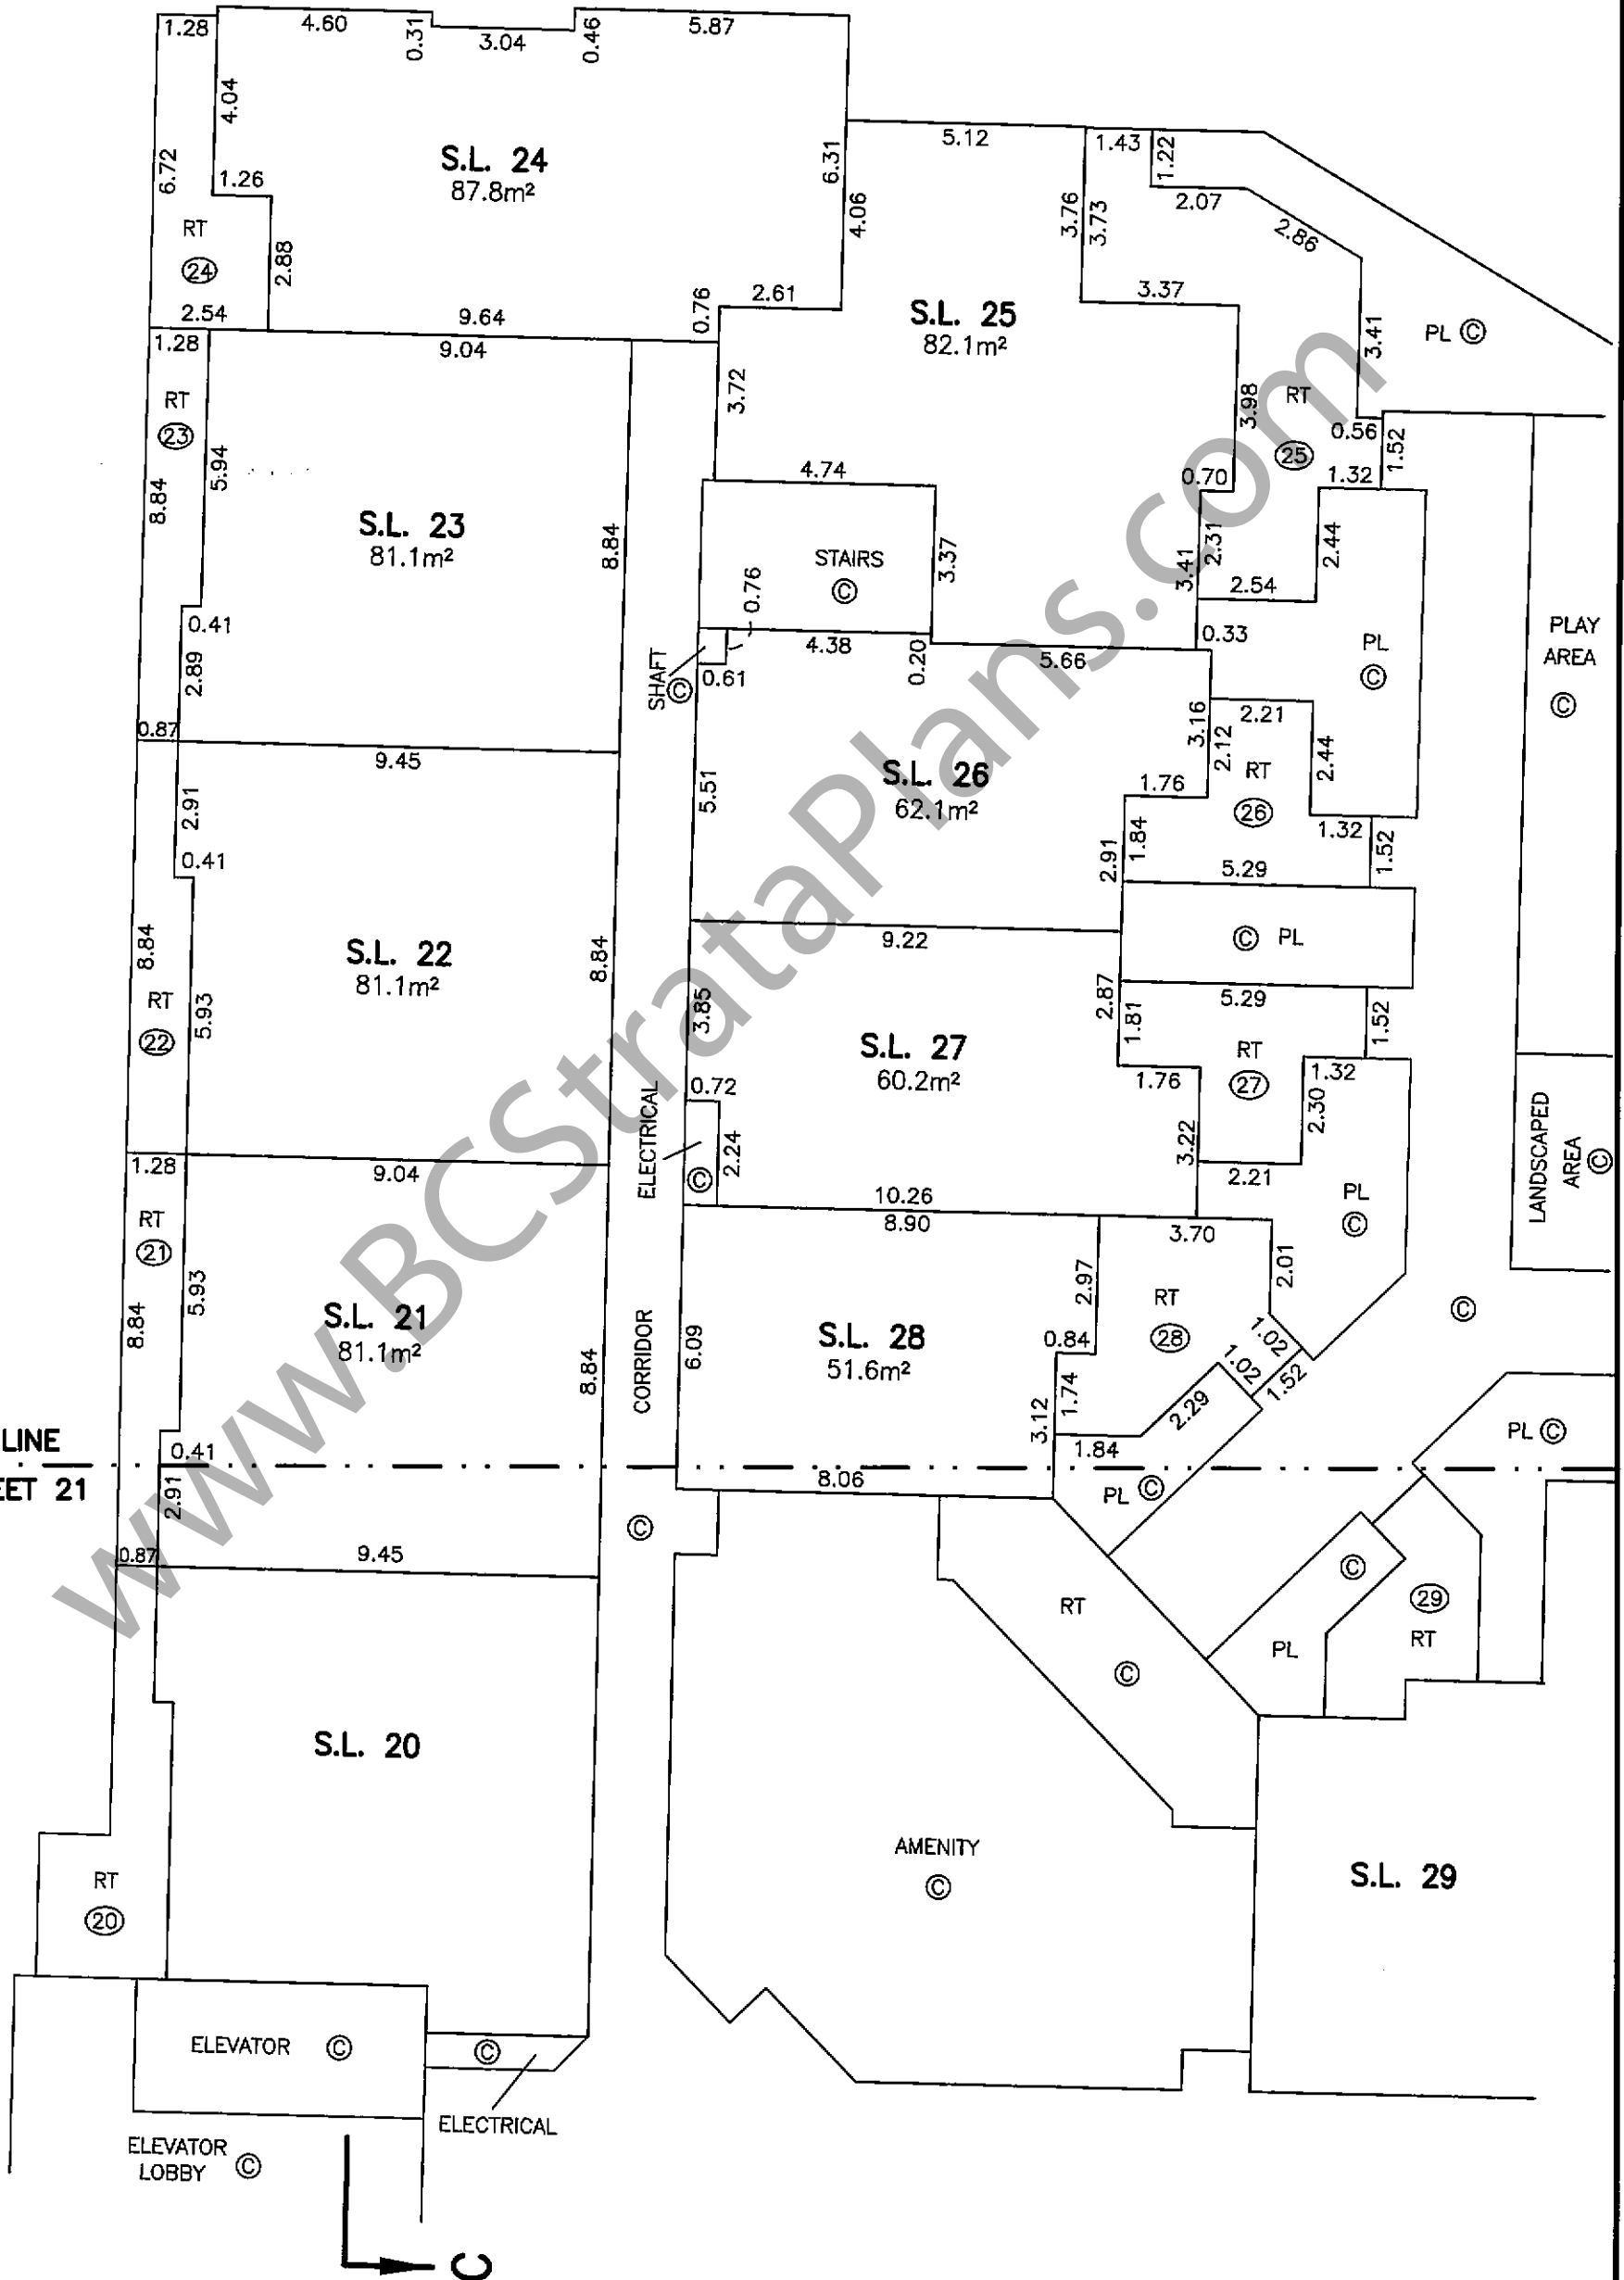 1.28
4.60
0.31
3.04
0.46
5.87
4.04
6.72
1.26
S.L. 24
87.8m²
6.31
4.06
5.12
1.43
1.22
2.07
2.86
3.76
3.73
RT
24
2.88
2.54
9.64
0.76
2.61
3.37
S.L. 25
82.1m²
3.41
PL ©
1.28
9.04
RT
23
5.94
8.84
3.72
3.98
RT
25
0.56
1.52
1.32
S.L. 23
81.1m²
8.84
4.74
0.70
2.31
3.41
2.44
STAIRS
©
3.37
0.76
2.54
0.41
2.89
SHAFT
©
0.61
4.38
0.20
5.66
0.33
PL
©
PLAY
AREA
©
0.87
9.45
2.91
0.41
5.51
S.L. 26
62.1m²
3.16
2.12
2.21
2.44
RT
26
1.76
1.84
2.91
1.32
1.52
5.29
8.84
S.L. 22
81.1m²
8.84
9.22
© PL
RT
22
5.93
3.85
S.L. 27
60.2m²
2.87
1.81
5.29
1.52
RT
27
1.32
1.76
2.30
0.72
ELECTRICAL
©
2.24
3.22
2.21
LANDSCAPED
AREA
©
1.28
9.04
RT
21
5.93
8.84
10.26
8.90
3.70
PL
©
2.01
2.97
RT
28
©
S.L. 21
81.1m²
8.84
CORRIDOR
6.09
S.L. 28
51.6m²
0.84
1.02
1.02
1.52
1.74
3.12
2.29
1.84
PL ©
LINE
EET 21
0.41
2.91
8.06
PL ©
0.87
9.45
©
RT
©
©
PL
29
RT
S.L. 20
AMENITY
©
S.L. 29
RT
20
ELEVATOR ©
©
ELECTRICAL
ELEVATOR
LOBBY ©
C
www.BCStrataPlans.com